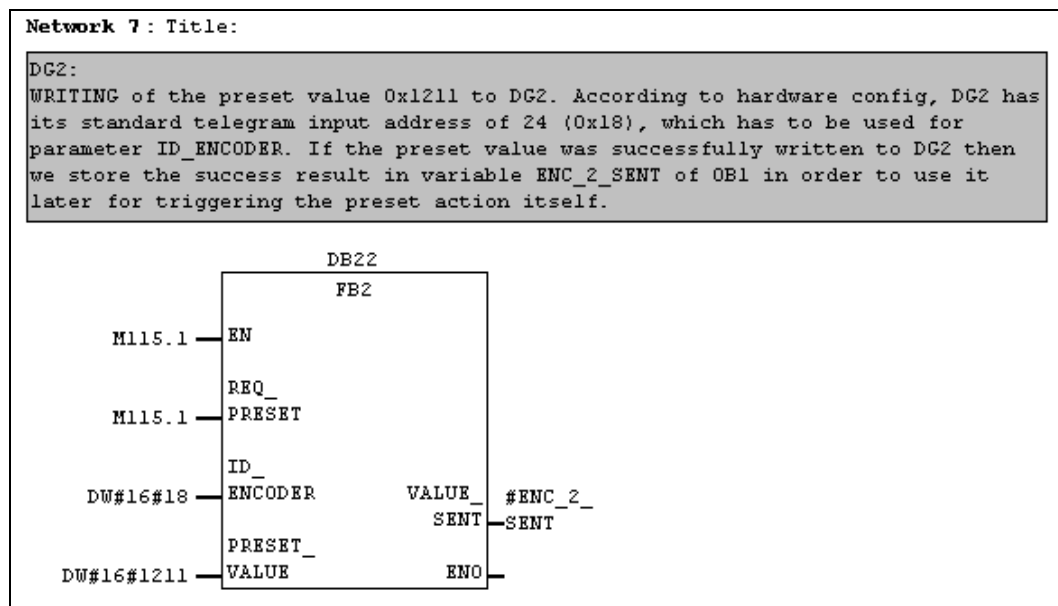 Network 7 : Title:
DG2:
WRITING of the preset value 0x1211 to DG2. According to hardware config, DG2 has
its standard telegram input address of 24 (0x18), which has to be used for
parameter ID_ENCODER. If the preset value was successfully written to DG2 then
we store the success result in variable ENC_2_SENT of OB1 in order to use it
later for triggering the preset action itself.
DB22
FB2
M115.1 EN
REQ_
M115.1 PRESET
ID_
DW#16#18 ENCODER VALUE_ #ENC_2_
SENT SENT
PRESET_
DW#16#1211 VALUE ENO